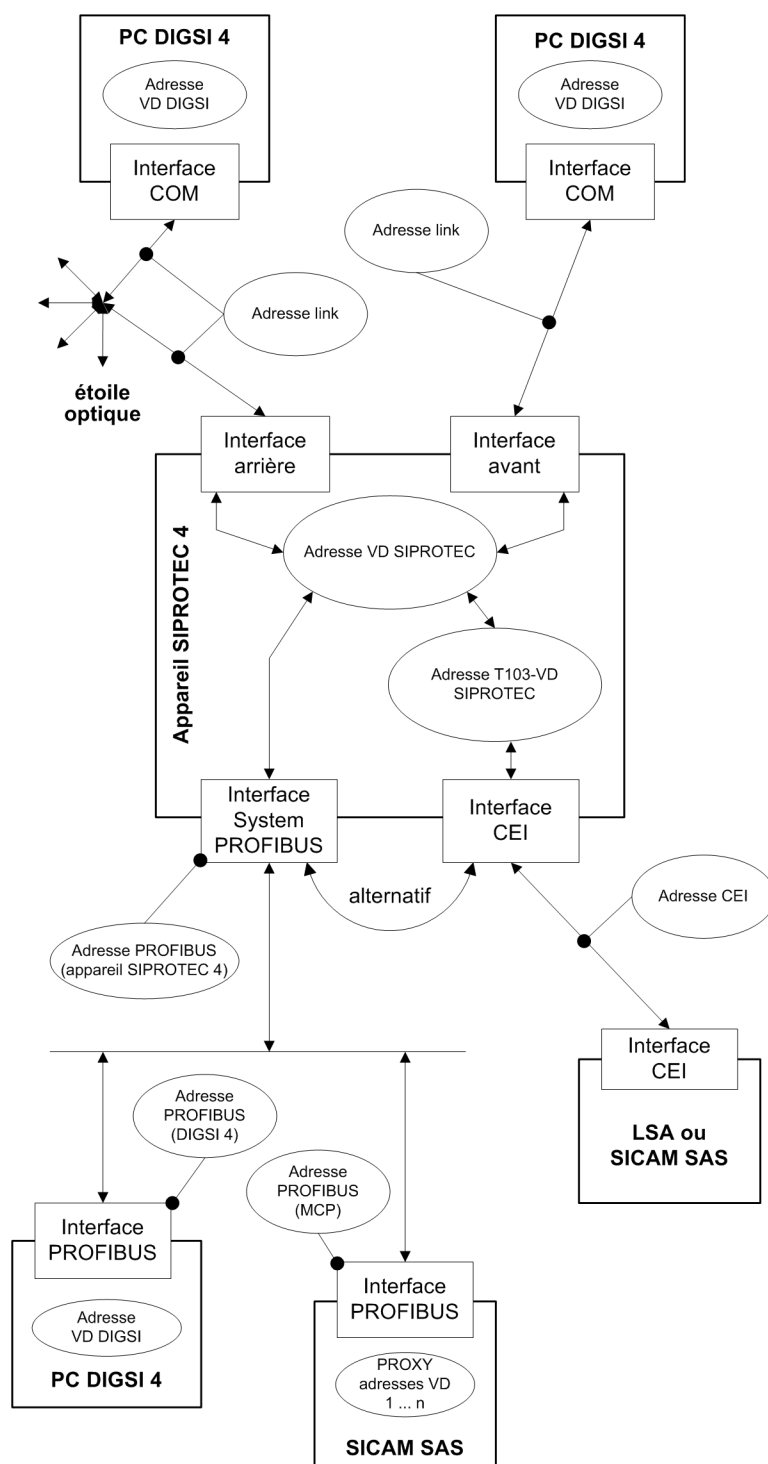 PC DIGSI 4
Adresse
VD DIGSI
Interface
COM
PC DIGSI 4
Adresse
VD DIGSI
Interface
COM
Adresse link
Adresse link
étoile
optique
Interface
arrière
Interface
avant
Appareil SIPROTEC 4
Adresse VD SIPROTEC
Adresse T103-VD
SIPROTEC
Interface
System
PROFIBUS
Interface
CEI
alternatif
Adresse CEI
Adresse PROFIBUS
(appareil SIPROTEC 4)
Interface
CEI
LSA ou
SICAM SAS
Adresse
PROFIBUS
(DIGSI 4)
Adresse
PROFIBUS
(MCP)
Interface
PROFIBUS
Adresse
VD DIGSI
PC DIGSI 4
Interface
PROFIBUS
PROXY
adresses VD
1 ... n
SICAM SAS